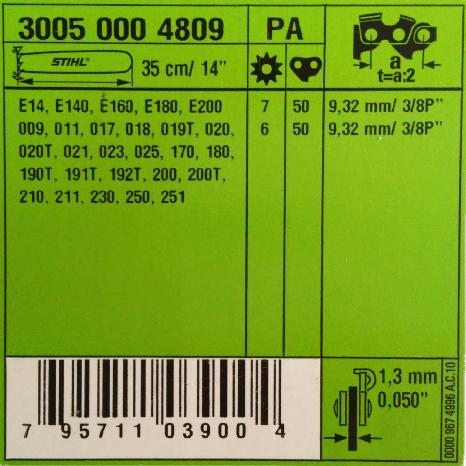 3005 000 4809 PA
STIHL® 35 cm/ 14" a
t=a:2
E14, E140, E160, E180, E200 7 50 9,32 mm/ 3/8P"
009, 011, 017, 018, 019T, 020, 6 50 9,32 mm/ 3/8P"
020T, 021, 023, 025, 170, 180,
190T, 191T, 192T, 200, 200T,
210, 211, 230, 250, 251
1,3 mm
0,050"
0000 967 4996 A.C.10
7 95711 03900 4